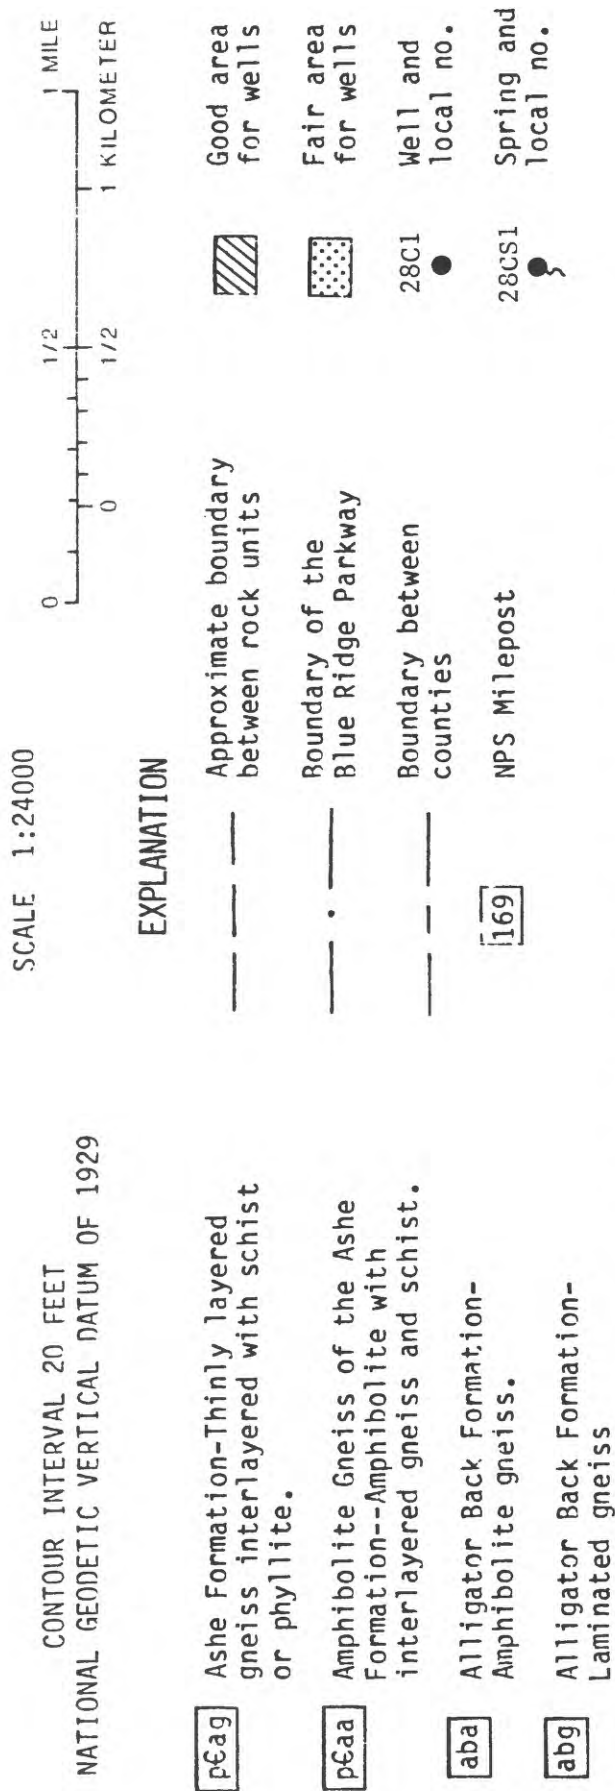 CONTOUR INTERVAL 20 FEET
NATIONAL GEODETIC VERTICAL DATUM OF 1929
SCALE 1:24000
0 1/2 1 MILE
0 1/2 1 KILOMETER
EXPLANATION
pꞒag
Ashe Formation-Thinly layered
gneiss interlayered with schist
or phyllite.
pꞒaa
Amphibolite Gneiss of the Ashe
Formation--Amphibolite with
interlayered gneiss and schist.
aba
Alligator Back Formation-
Amphibolite gneiss.
abg
Alligator Back Formation-
Laminated gneiss
Approximate boundary
between rock units
Boundary of the
Blue Ridge Parkway
Boundary between
counties
169
NPS Milepost
Good area
for wells
Fair area
for wells
28C1
Well and
local no.
28CS1
Spring and
local no.